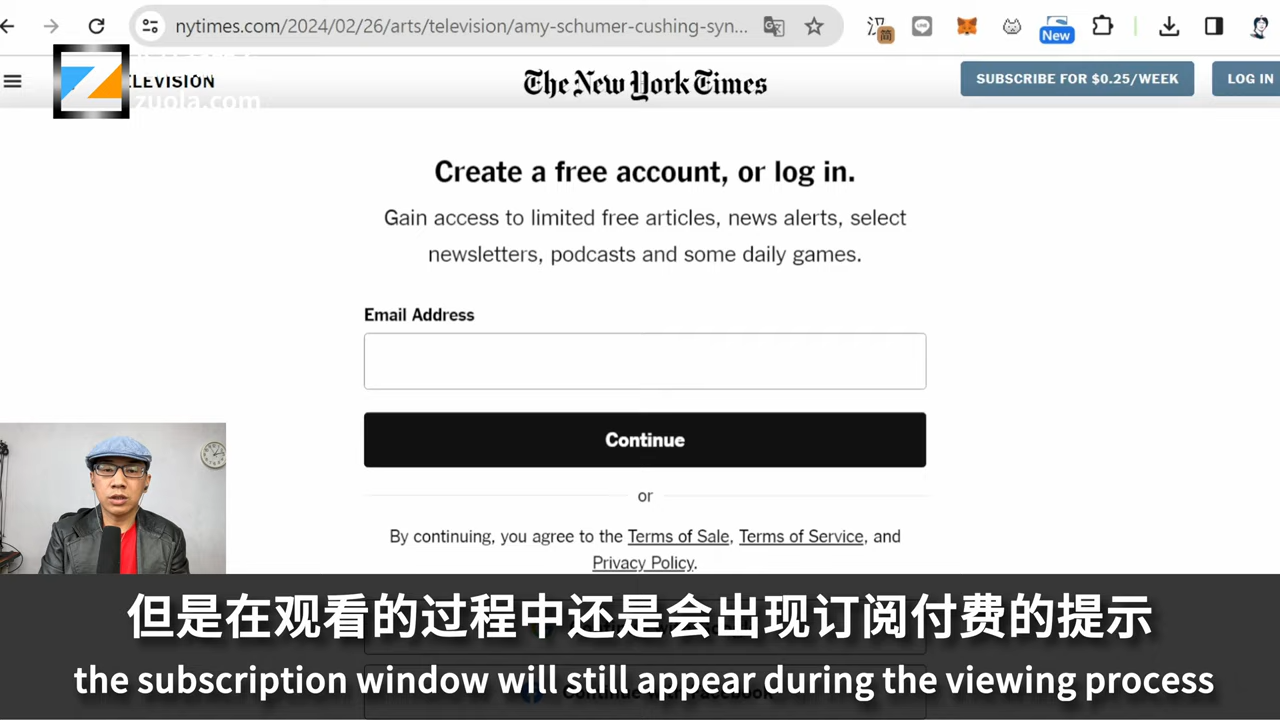 nytimes.com/2024/02/26/arts/television/amy-schumer-cushing-syn...
汉
简
LINE
New
ELEVISION
zuola.com
The New York Times
SUBSCRIBE FOR $0.25/WEEK
LOG IN
Create a free account, or log in.
Gain access to limited free articles, news alerts, select
newsletters, podcasts and some daily games.
Email Address
Continue
or
By continuing, you agree to the Terms of Sale, Terms of Service, and
Privacy Policy.
但是在观看的过程中还是会出现订阅付费的提示
the subscription window will still appear during the viewing process